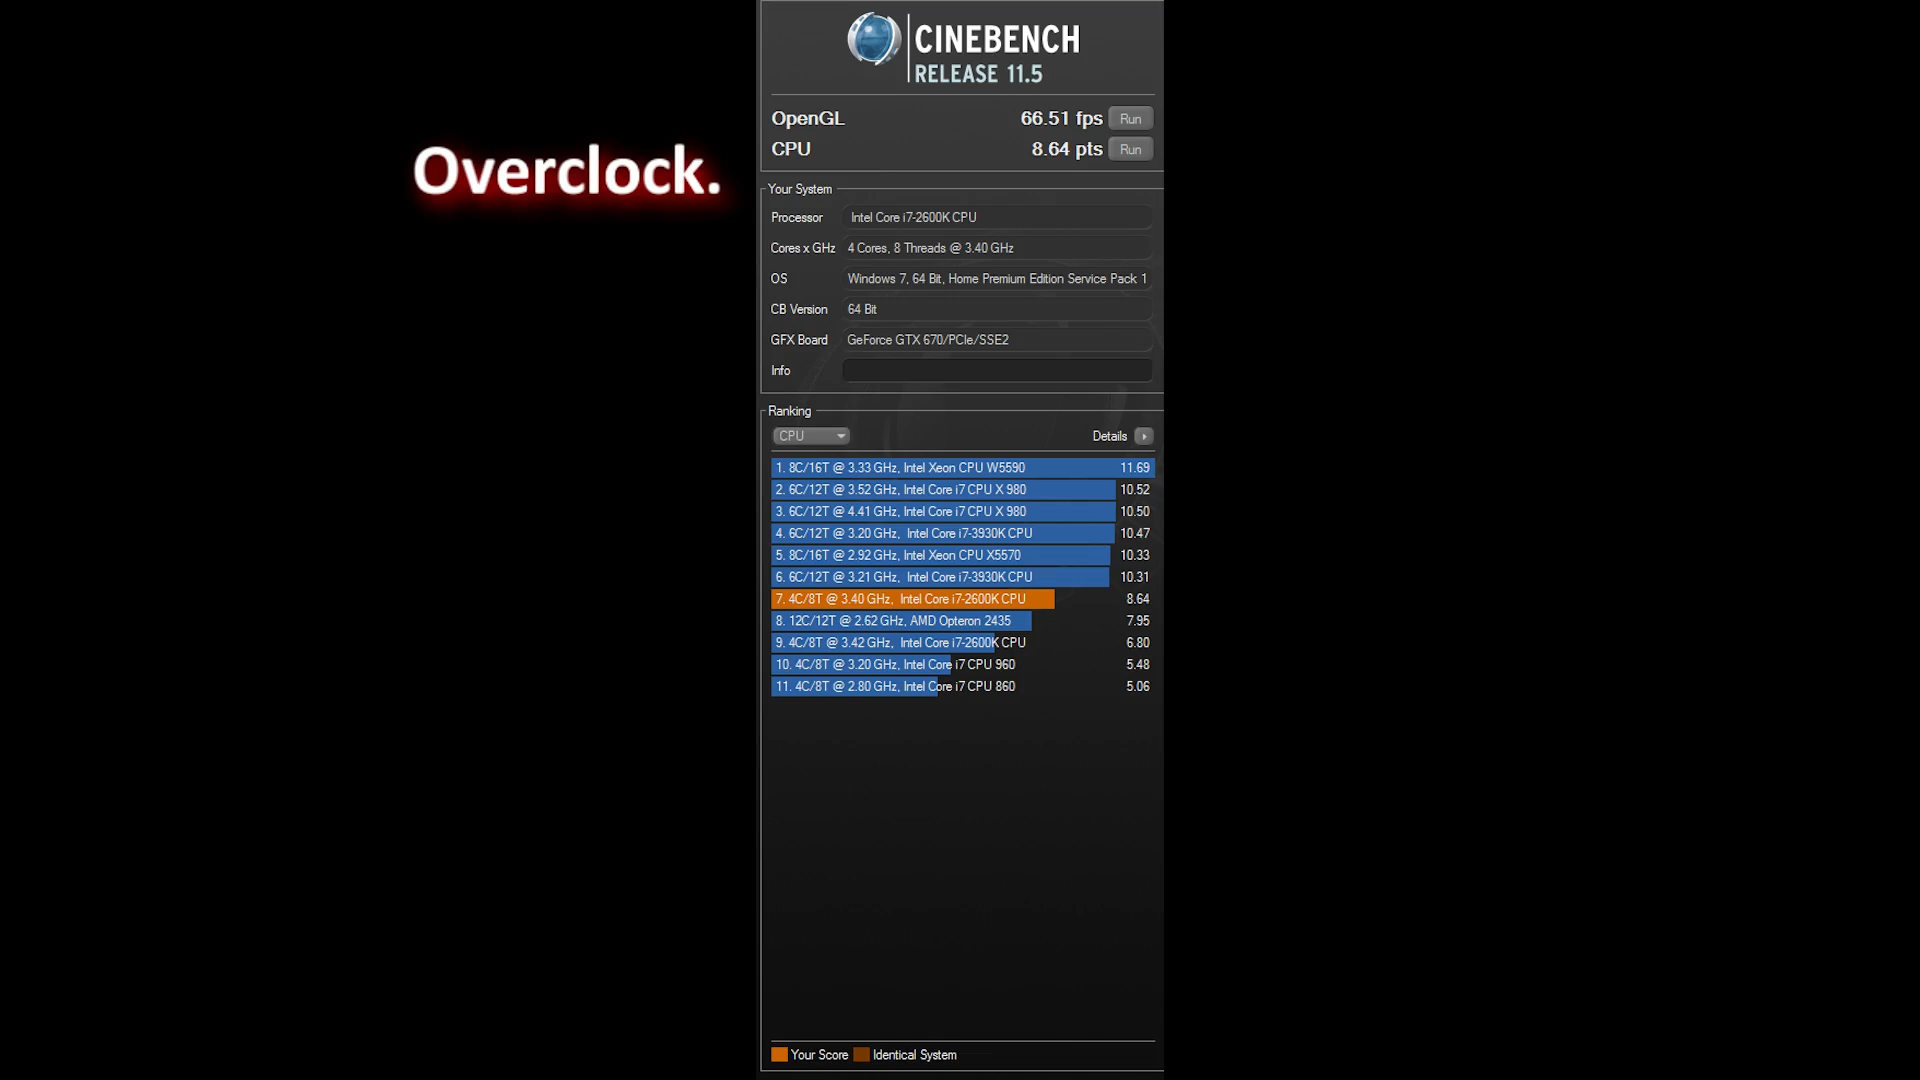 CINEBENCH
RELEASE 11.5
OpenGL 66.51 fps Run
CPU 8.64 pts Run
Overclock.
Your System
Processor Intel Core i7-2600K CPU
Cores x GHz 4 Cores, 8 Threads @ 3.40 GHz
OS Windows 7, 64 Bit, Home Premium Edition Service Pack 1
CB Version 64 Bit
GFX Board GeForce GTX 670/PCIe/SSE2
Info
Ranking
CPU Details
1. 8C/16T @ 3.33 GHz, Intel Xeon CPU W5590 11.69
2. 6C/12T @ 3.52 GHz, Intel Core i7 CPU X 980 10.52
3. 6C/12T @ 4.41 GHz, Intel Core i7 CPU X 980 10.50
4. 6C/12T @ 3.20 GHz, Intel Core i7-3930K CPU 10.47
5. 8C/16T @ 2.92 GHz, Intel Xeon CPU X5570 10.33
6. 6C/12T @ 3.21 GHz, Intel Core i7-3930K CPU 10.31
7. 4C/8T @ 3.40 GHz, Intel Core i7-2600K CPU 8.64
8. 12C/12T @ 2.62 GHz, AMD Opteron 2435 7.95
9. 4C/8T @ 3.42 GHz, Intel Core i7-2600K CPU 6.80
10. 4C/8T @ 3.20 GHz, Intel Core i7 CPU 960 5.48
11. 4C/8T @ 2.80 GHz, Intel Core i7 CPU 860 5.06
Your Score Identical System